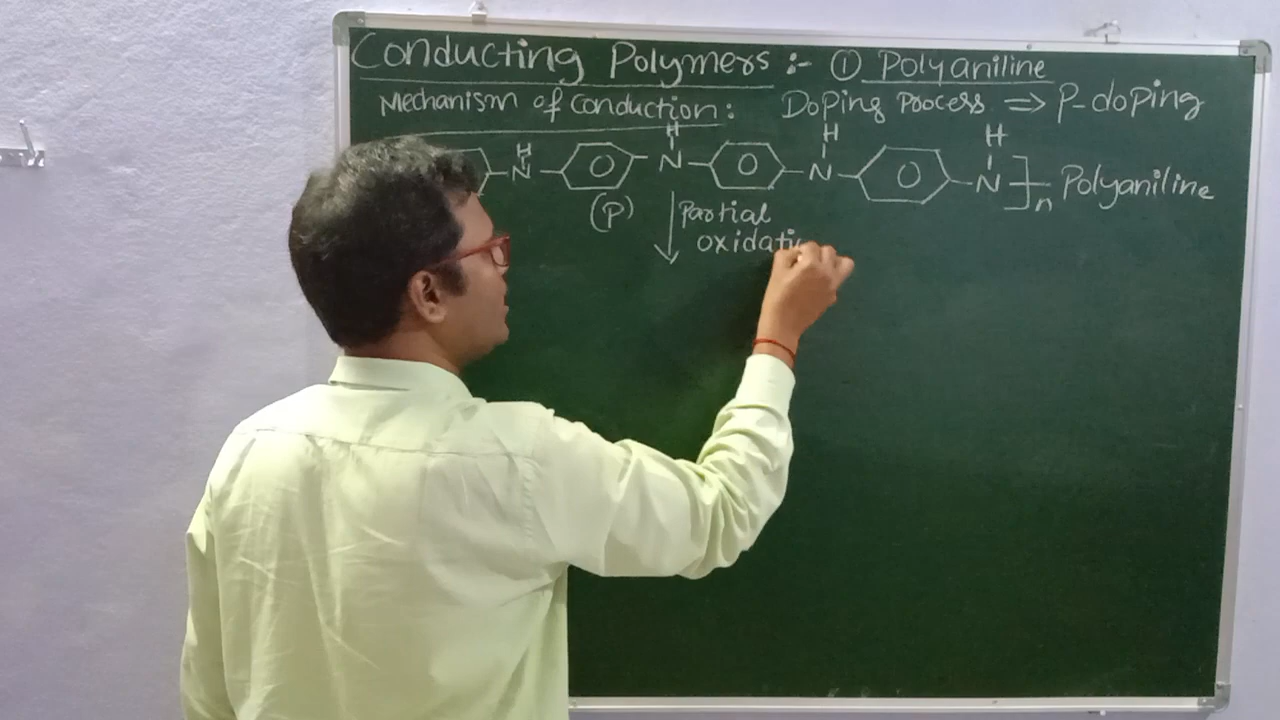 Conducting Polymers :- ① Polyaniline
Mechanism of conduction: Doping Process ⇒ P-doping
H H H H
N N N N ]n Polyaniline
(P) Partial
oxidati